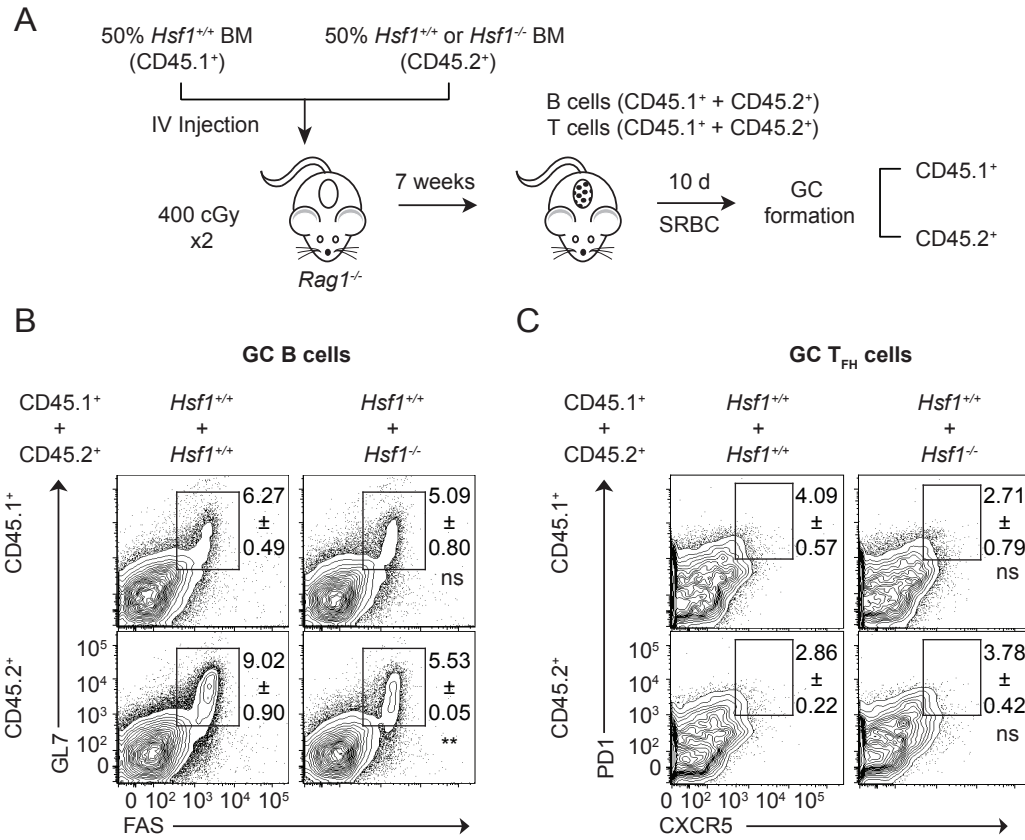 A
50% Hsf1+/+ BM
(CD45.1+)
50% Hsf1+/+ or Hsf1-/- BM
(CD45.2+)
IV Injection
400 cGy
x2
Rag1-/-
7 weeks
B cells (CD45.1+ + CD45.2+)
T cells (CD45.1+ + CD45.2+)
10 d
SRBC
GC
formation
CD45.1+
CD45.2+
B
GC B cells
CD45.1+
+
CD45.2+
Hsf1+/+
+
Hsf1+/+
Hsf1+/+
+
Hsf1-/-
CD45.1+
6.27
±
0.49
5.09
±
0.80
ns
CD45.2+
9.02
±
0.90
5.53
±
0.05
**
GL7
10^5
10^4
10^3
10^2
0
0 10^2 10^3 10^4 10^5
FAS
C
GC TFH cells
CD45.1+
+
CD45.2+
Hsf1+/+
+
Hsf1+/+
Hsf1+/+
+
Hsf1-/-
CD45.1+
4.09
±
0.57
2.71
±
0.79
ns
CD45.2+
2.86
±
0.22
3.78
±
0.42
ns
PD1
10^5
10^4
10^3
10^2
0
0 10^2 10^3 10^4 10^5
CXCR5